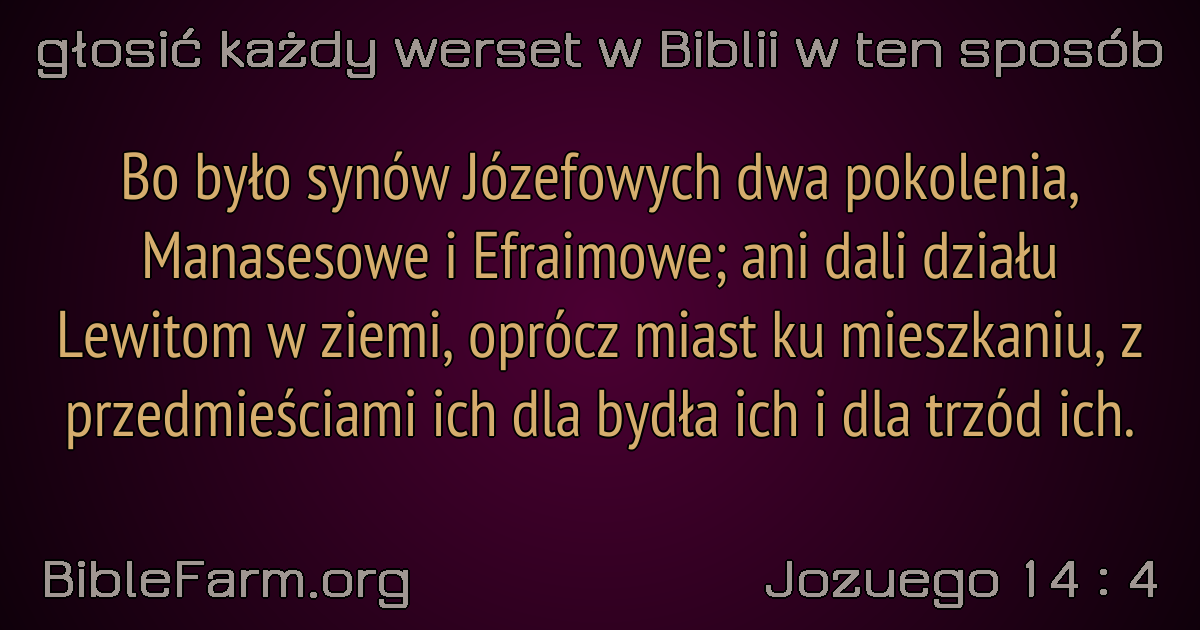 głosić każdy werset w Biblii w ten sposób
Bo było synów Józefowych dwa pokolenia,
Manasesowe i Efraimowe; ani dali działu
Lewitom w ziemi, oprócz miast ku mieszkaniu, z
przedmieściami ich dla bydła ich i dla trzód ich.
BibleFarm.org
Jozuego 14 : 4